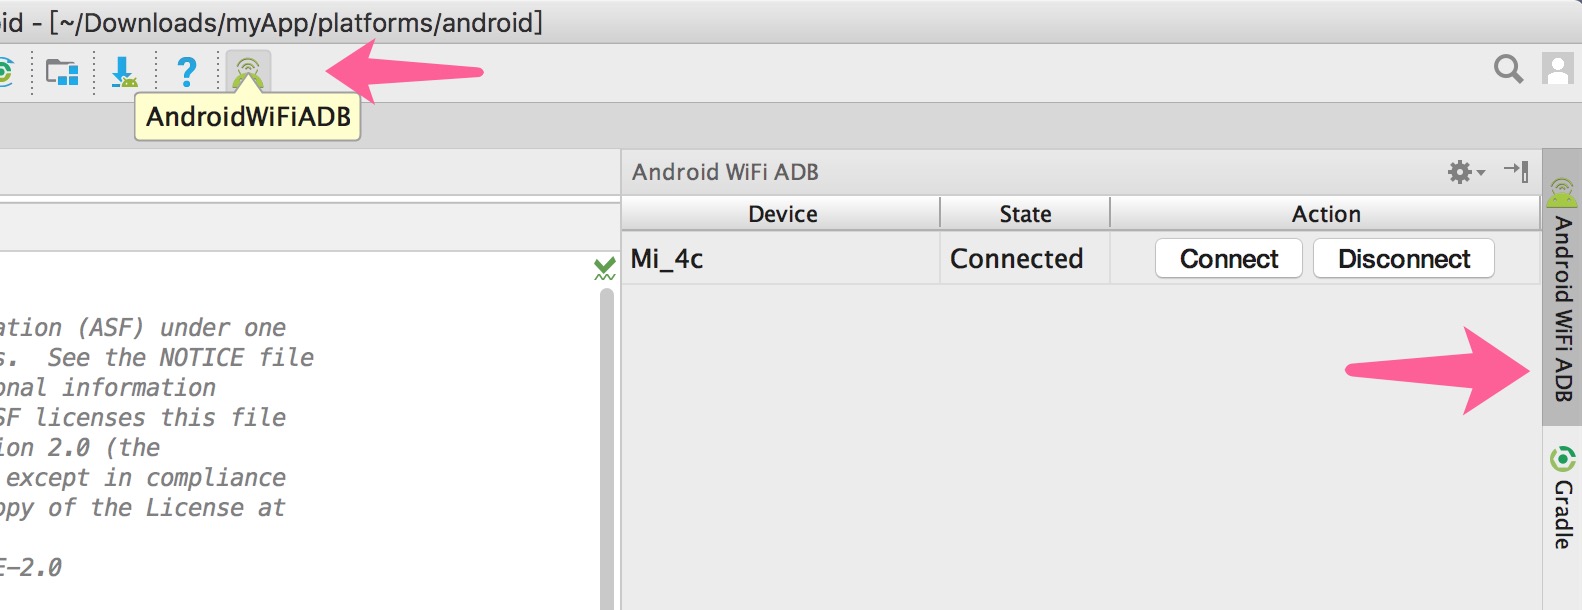 id - [~/Downloads/myApp/platforms/android]
?
AndroidWiFiADB
Android WiFi ADB
Device State Action
Mi_4c Connected Connect Disconnect
Android WiFi ADB
Gradle
ation (ASF) under one
s. See the NOTICE file
onal information
SF licenses this file
ion 2.0 (the
except in compliance
opy of the License at
E-2.0